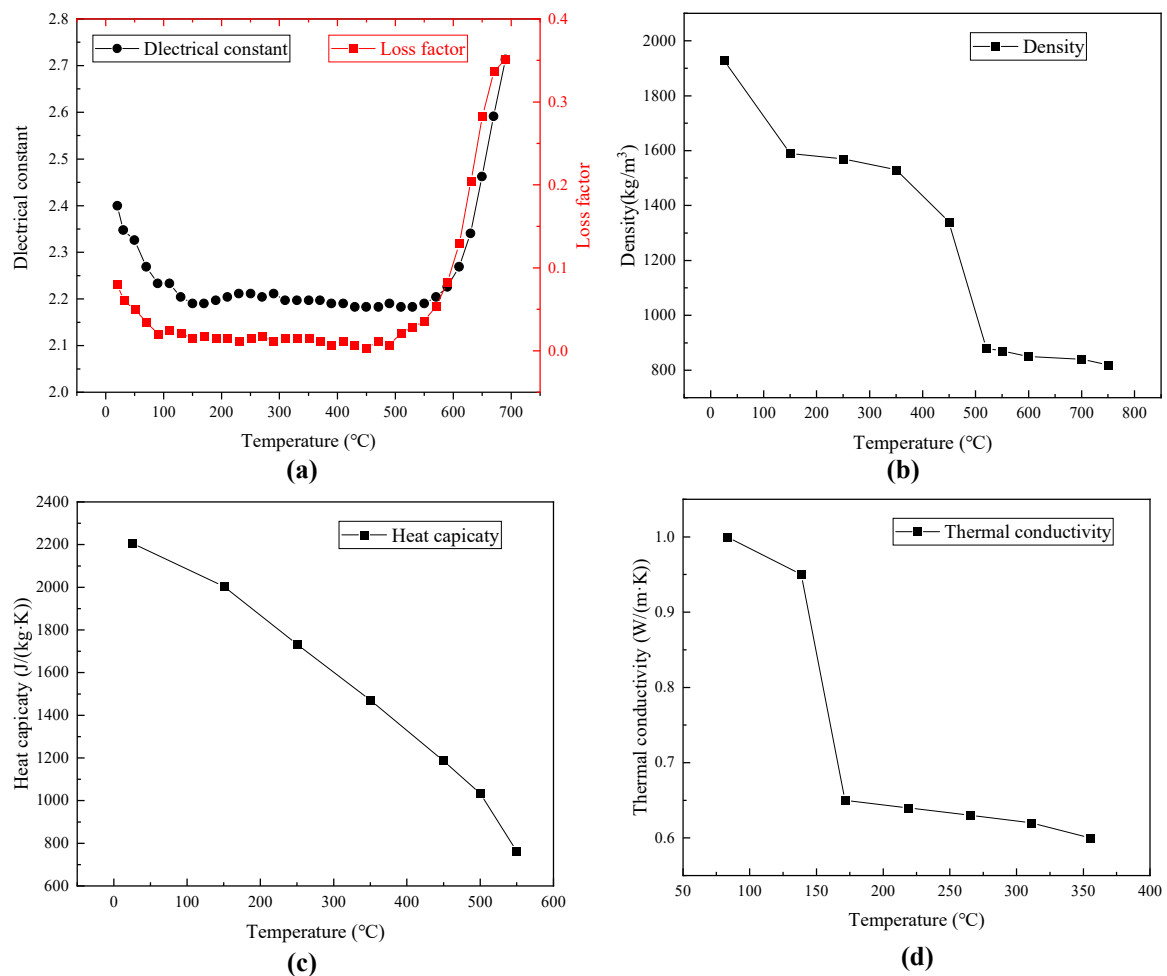 Dlectrical constant
Loss factor
2.8
2.7
2.6
2.5
2.4
2.3
2.2
2.1
2.0
Dlectrical constant
0.4
0.3
0.2
0.1
0.0
Loss factor
0 100 200 300 400 500 600 700
Temperature (℃)
(a)
Density
2000
1800
1600
1400
1200
1000
800
Density(kg/m³)
0 100 200 300 400 500 600 700 800
Temperature (℃)
(b)
Heat capicaty
2400
2200
2000
1800
1600
1400
1200
1000
800
600
Heat capicaty (J/(kg·K))
0 100 200 300 400 500 600
Temperature (℃)
(c)
Thermal conductivity
1.0
0.9
0.8
0.7
0.6
Thermal conductivity (W/(m·K)
50 100 150 200 250 300 350 400
Temperature (℃)
(d)